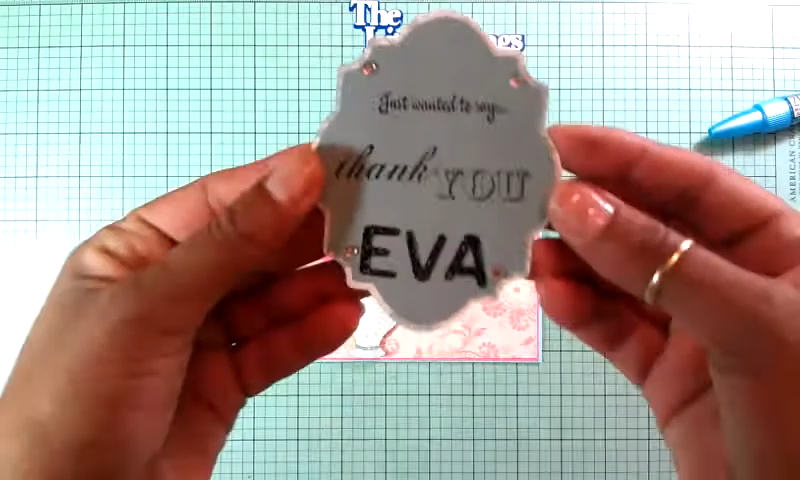 The
Just wanted to say...
thank YOU
EVA
AMERICAN